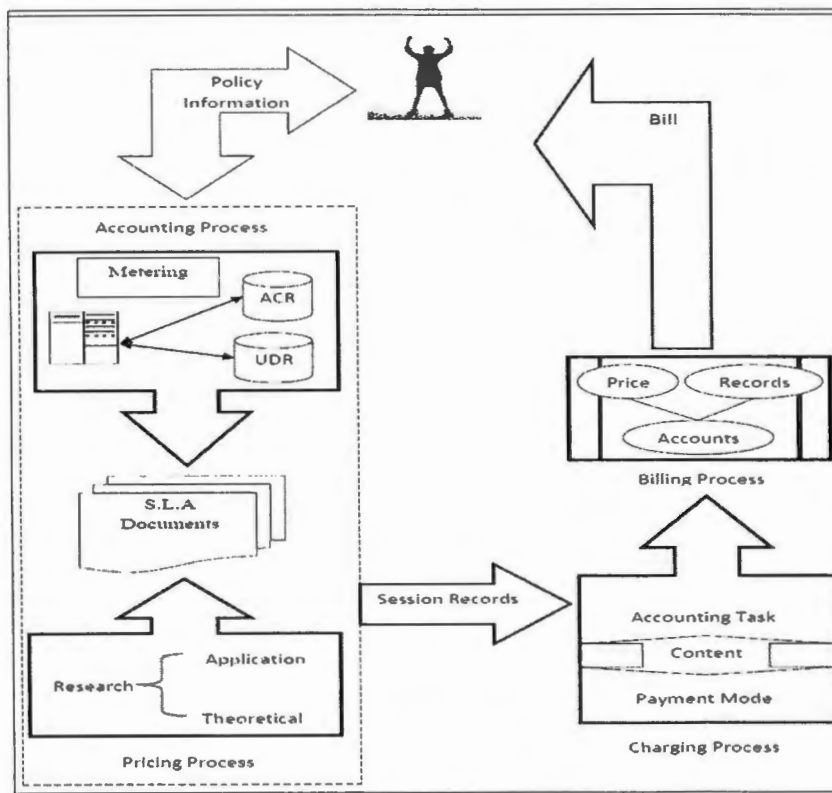 Policy
Information
Bill
Accounting Process
Metering
ACR
UDR
Price
Records
Accounts
Billing Process
S.L.A
Documents
Session Records
Accounting Task
Content
Payment Mode
Charging Process
Research
Application
Theoretical
Pricing Process